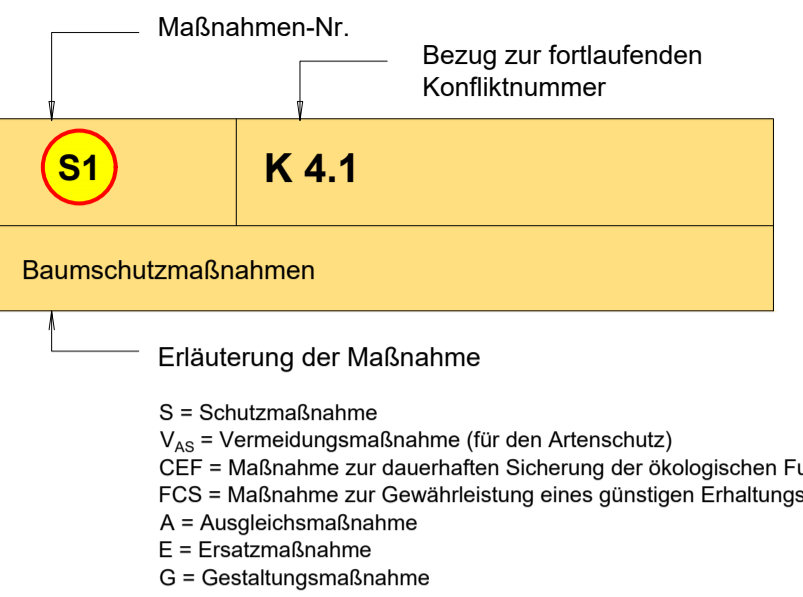 Maßnahmen-Nr.
Bezug zur fortlaufenden
Konfliktnummer
S1
K 4.1
Baumschutzmaßnahmen
Erläuterung der Maßnahme
S = Schutzmaßnahme
V_AS = Vermeidungsmaßnahme (für den Artenschutz)
CEF = Maßnahme zur dauerhaften Sicherung der ökologischen
FCS = Maßnahme zur Gewährleistung eines günstigen
A = Ausgleichsmaßnahme
E = Ersatzmaßnahme
G = Gestaltungsmaßnahme